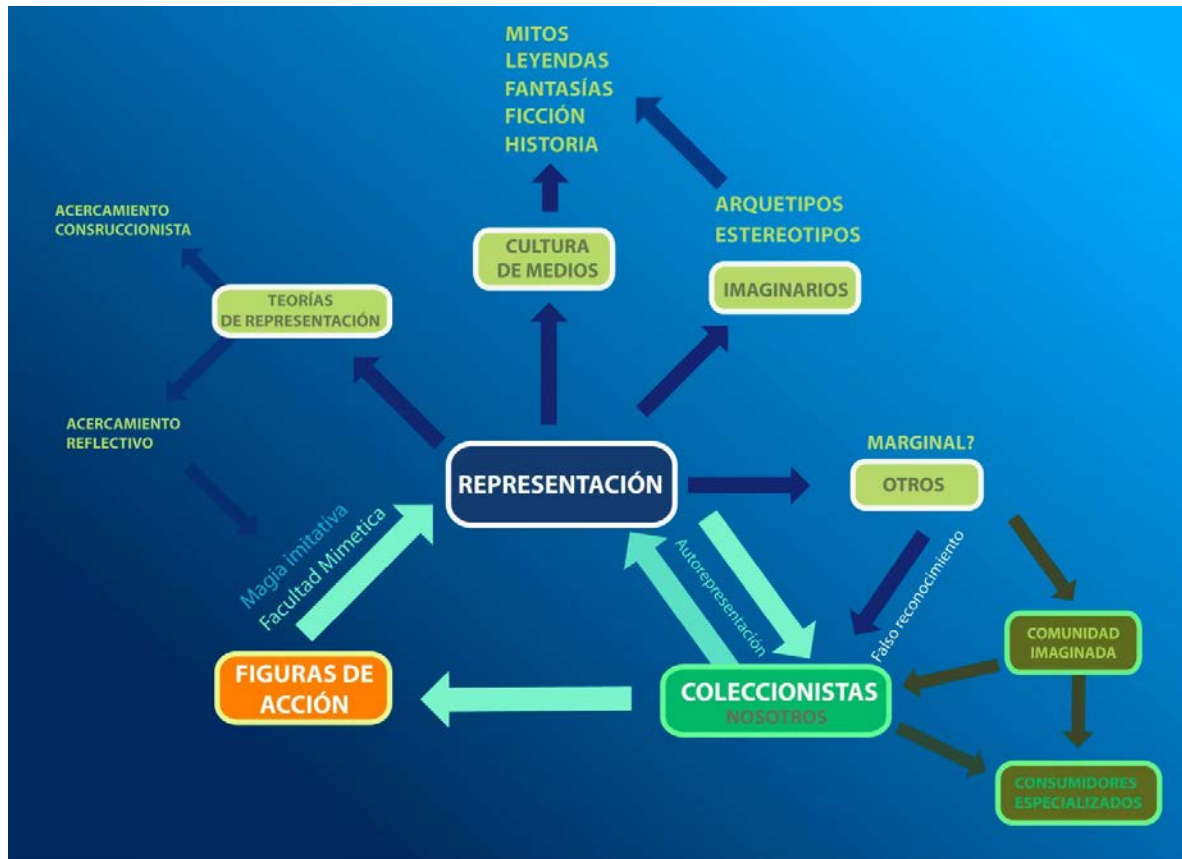 MITOS
LEYENDAS
FANTASÍAS
FICCIÓN
HISTORIA
ARQUETIPOS
ESTEREOTIPOS
IMAGINARIOS
CULTURA
DE MEDIOS
ACERCAMIENTO
CONSRUCCIONISTA
TEORÍAS
DE REPRESENTACIÓN
ACERCAMIENTO
REFLECTIVO
REPRESENTACIÓN
MARGINAL?
OTROS
Magia imitativa
Facultad Mimetica
Autorepresentación
Falso reconocimiento
COMUNIDAD
IMAGINADA
FIGURAS DE
ACCIÓN
COLECCIONISTAS
NOSOTROS
CONSUMIDORES
ESPECIALIZADOS